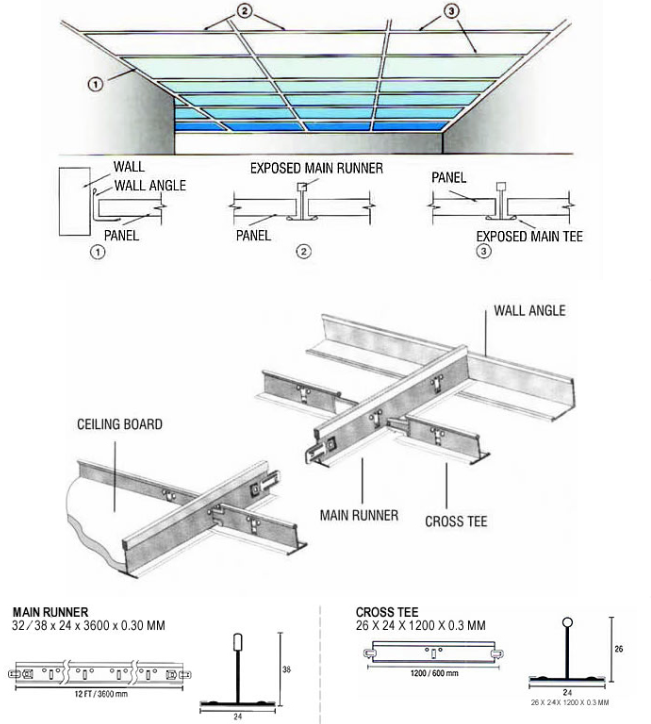 2
3
1
WALL
WALL ANGLE
PANEL
1
EXPOSED MAIN RUNNER
PANEL
2
PANEL
EXPOSED MAIN TEE
3
WALL ANGLE
CEILING BOARD
MAIN RUNNER
CROSS TEE
MAIN RUNNER
32/38 x 24 x 3600 x 0.30 MM
12 FT/3600 mm
38
24
CROSS TEE
26 X 24 X 1200 X 0.3 MM
1200/600 mm
26
24
26 X 24 X 1200 X 0.3 MM